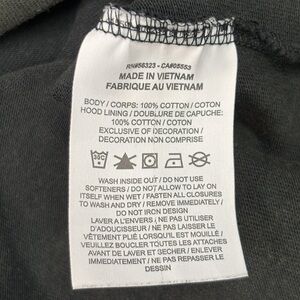 RN#56323 - CA#05553
MADE IN VIETNAM
FABRIQUE AU VIETNAM
BODY / CORPS: 100% COTTON / COTON
HOOD LINING / DOUBLURE DE CAPUCHE:
100% COTTON / COTON
EXCLUSIVE OF DECORATION /
DECORATION NON COMPRISE
30C
WASH INSIDE OUT / DO NOT USE
SOFTENERS / DO NOT ALLOW TO LAY ON
ITSELF WHEN WET / FASTEN ALL CLOSURES
TO WASH AND DRY / REMOVE IMMEDIATELY /
DO NOT IRON DESIGN
LAVER A L'ENVERS / NE PAS UTILISER
D'ADOUCISSEUR / NE PAS LAISSER LE
VÊTEMENT PLIÉ LORSQU'IL EST MOUILLÉ /
VEUILLEZ BOUCLER TOUTES LES ATTACHES
AVANT DE LAVER ET SECHER / ENLEVER
IMMEDIATEMENT / NE PAS REPASSER LE
DESSIN